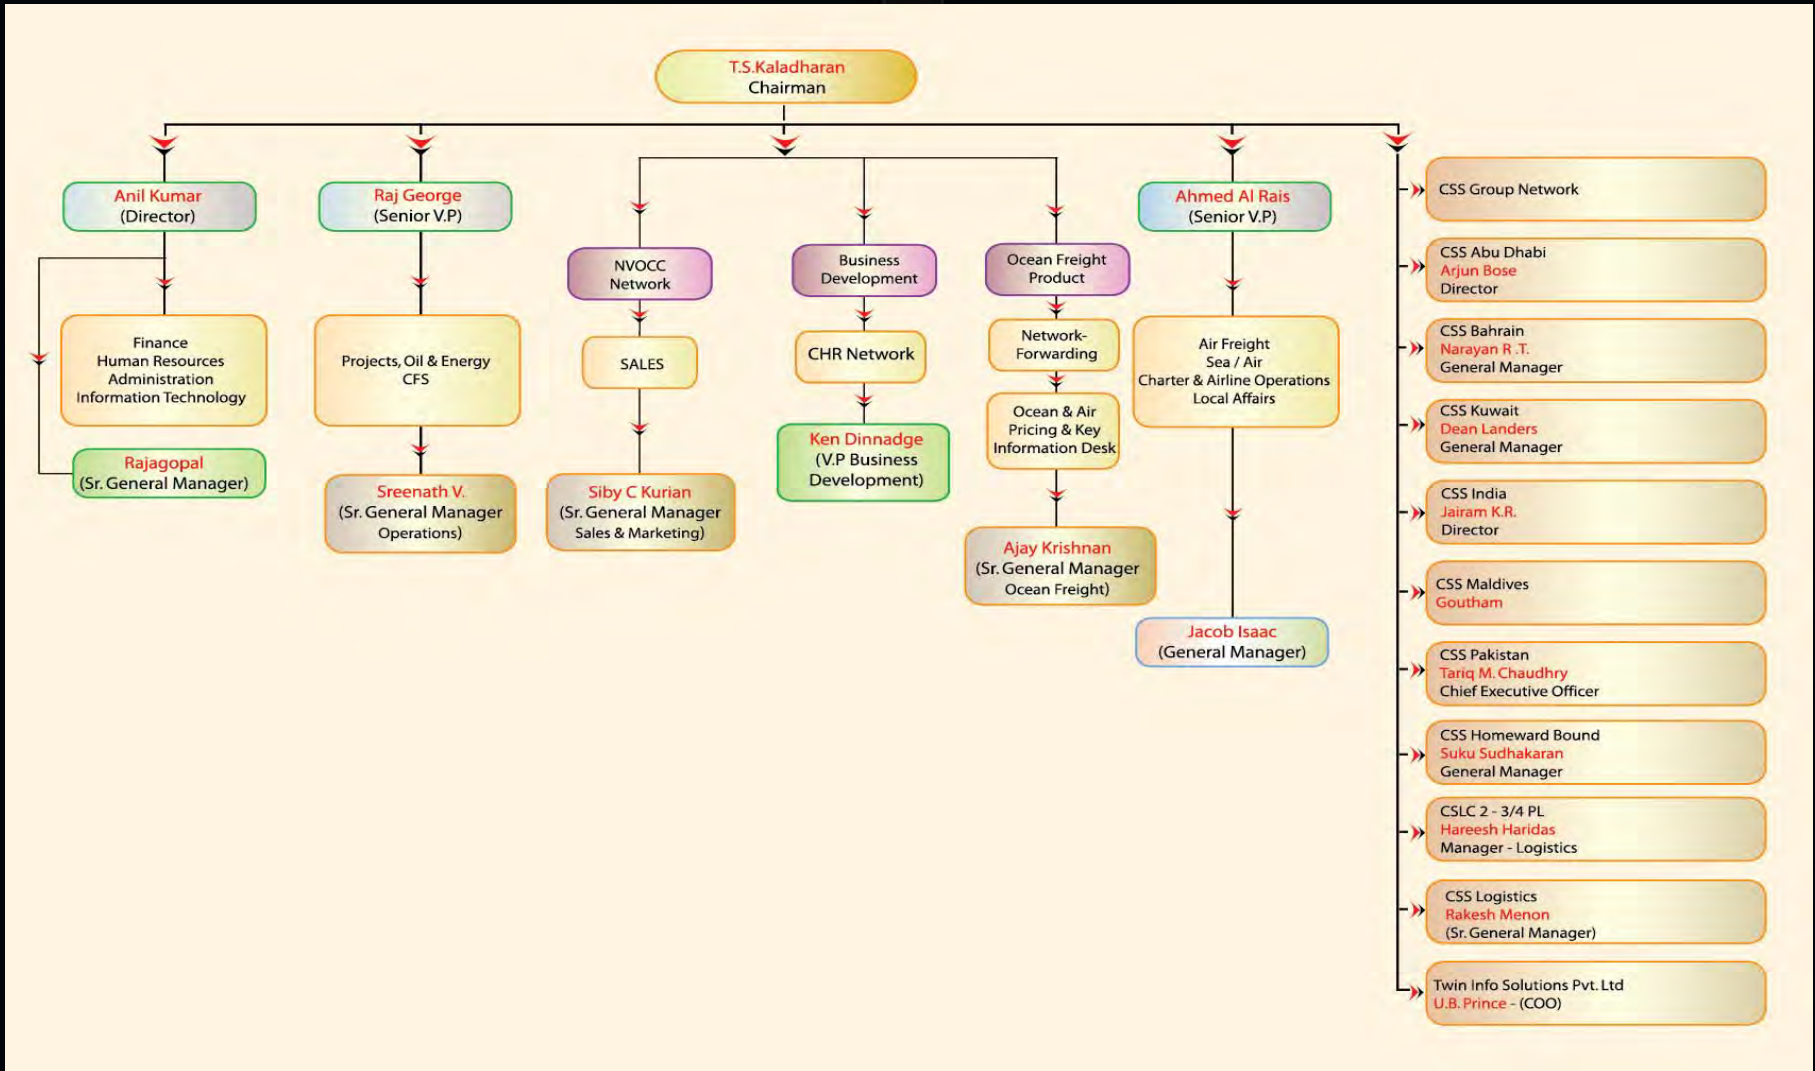 T.S.Kaladharan
Chairman
Anil Kumar
(Director)
Finance
Human Resources
Administration
Information Technology
Rajagopal
(Sr. General Manager)
Raj George
(Senior V.P)
Projects, Oil & Energy
CFS
Sreenath V.
(Sr. General Manager
Operations)
NVOCC
Network
SALES
Siby C Kurian
(Sr. General Manager
Sales & Marketing)
Business
Development
CHR Network
Ken Dinnadge
(V.P Business
Development)
Ocean Freight
Product
Network-
Forwarding
Ocean & Air
Pricing & Key
Information Desk
Ajay Krishnan
(Sr. General Manager
Ocean Freight)
Ahmed Al Rais
(Senior V.P)
Air Freight
Sea / Air
Charter & Airline Operations
Local Affairs
Jacob Isaac
(General Manager)
CSS Group Network
CSS Abu Dhabi
Arjun Bose
Director
CSS Bahrain
Narayan R .T.
General Manager
CSS Kuwait
Dean Landers
General Manager
CSS India
Jairam K.R.
Director
CSS Maldives
Goutham
CSS Pakistan
Tariq M. Chaudhry
Chief Executive Officer
CSS Homeward Bound
Suku Sudhakaran
General Manager
CSLC 2 - 3/4 PL
Hareesh Haridas
Manager - Logistics
CSS Logistics
Rakesh Menon
(Sr. General Manager)
Twin Info Solutions Pvt. Ltd
U.B. Prince - (COO)